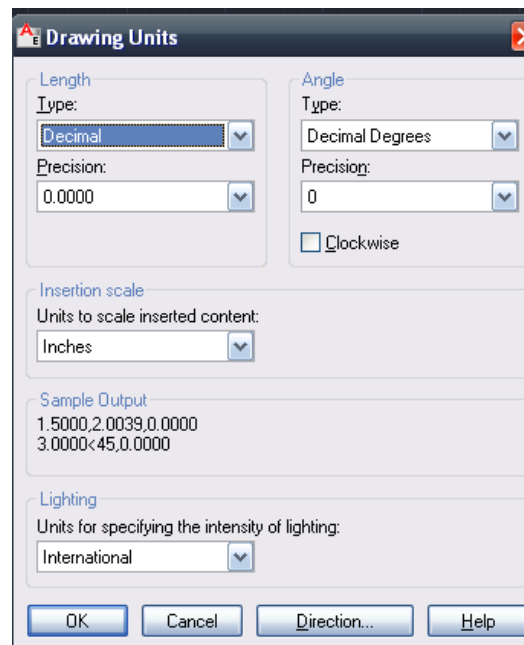 Drawing Units
Length
Type:
Decimal
Precision:
0.0000
Angle
Type:
Decimal Degrees
Precision:
0
Clockwise
Insertion scale
Units to scale inserted content:
Inches
Sample Output
1.5000,2.0039,0.0000
3.0000<45,0.0000
Lighting
Units for specifying the intensity of lighting:
International
OK Cancel Direction... Help